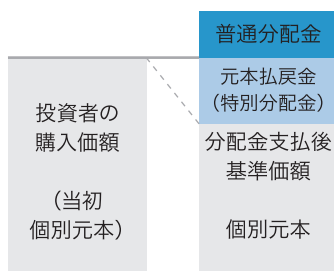 普通分配金
元本払戻金
（特別分配金）
投資者の
購入価額
（当初
個別元本）
分配金支払後
基準価額
個別元本